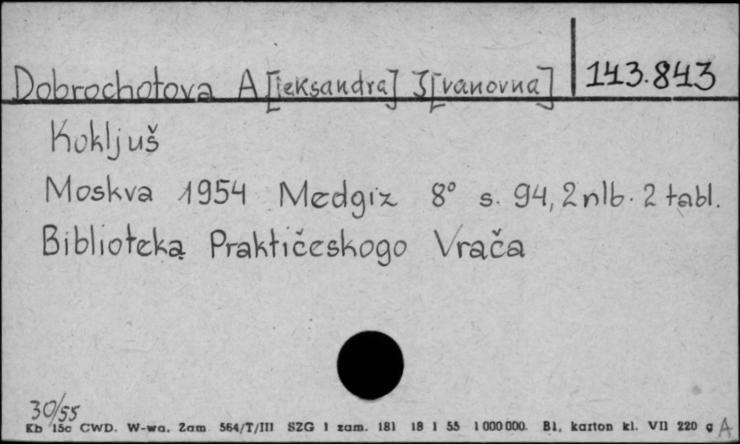 Dobrochotova A[leksandra] J[vanovna] 143.843
Kokljuš
Moskva 1954 Medgiz 8° s. 94, 2 nlb. 2 tabl.
Biblioteka Praktičeskogo Vrača
30/55
Kb 15c CWD. W-wa. Zam. 564/T/III SZG 1 zam. 181 18 1 55 1 000 000. Bl. karton kl. VII 220 g A